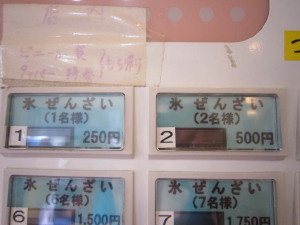 氷 ぜんざい
(1名様)
1 250円
氷 ぜんざい
(2名様)
2 500円
氷 ぜんざい
(6名様)
6 1,500円
氷 ぜんざい
(7名様)
7 1,750円